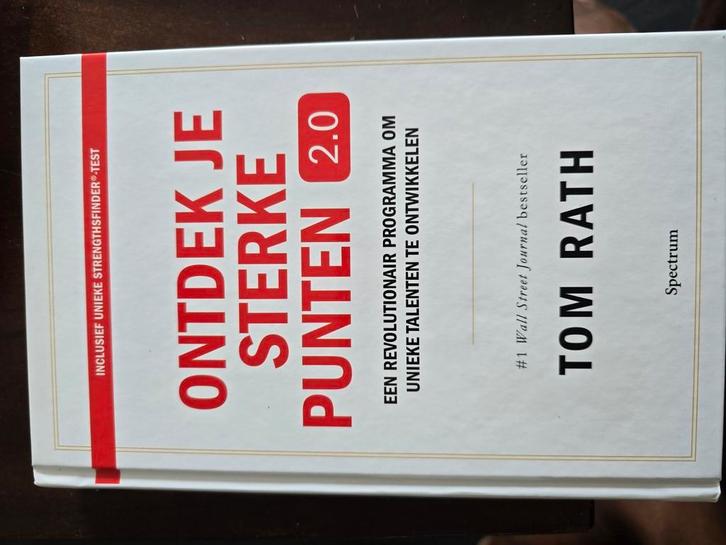 INCLUSIEF UNIEKE STRENGTHSFINDER®-TEST
ONTDEK JE
STERKE
PUNTEN 2.0
EEN REVOLUTIONAIR PROGRAMMA OM
UNIEKE TALENTEN TE ONTWIKKELEN
#1 Wall Street Journal bestseller
TOM RATH
Spectrum